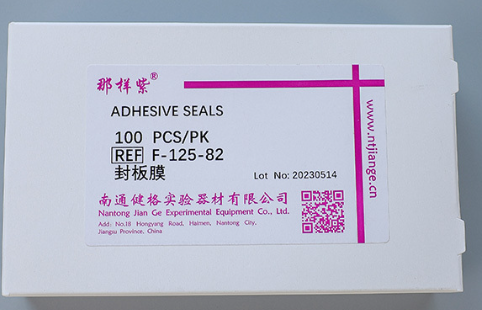 那样紫®
ADHESIVE SEALS
100 PCS/PK
REF F-125-82
封板膜
Lot No: 20230514
南通健格实验器材有限公司
Nantong Jian Ge Experimental Equipment Co., Ltd.
Add: No.18 Hongyang Road, Haimen, Nantong City,
Jiangsu Province, China
www.ntjiange.cn